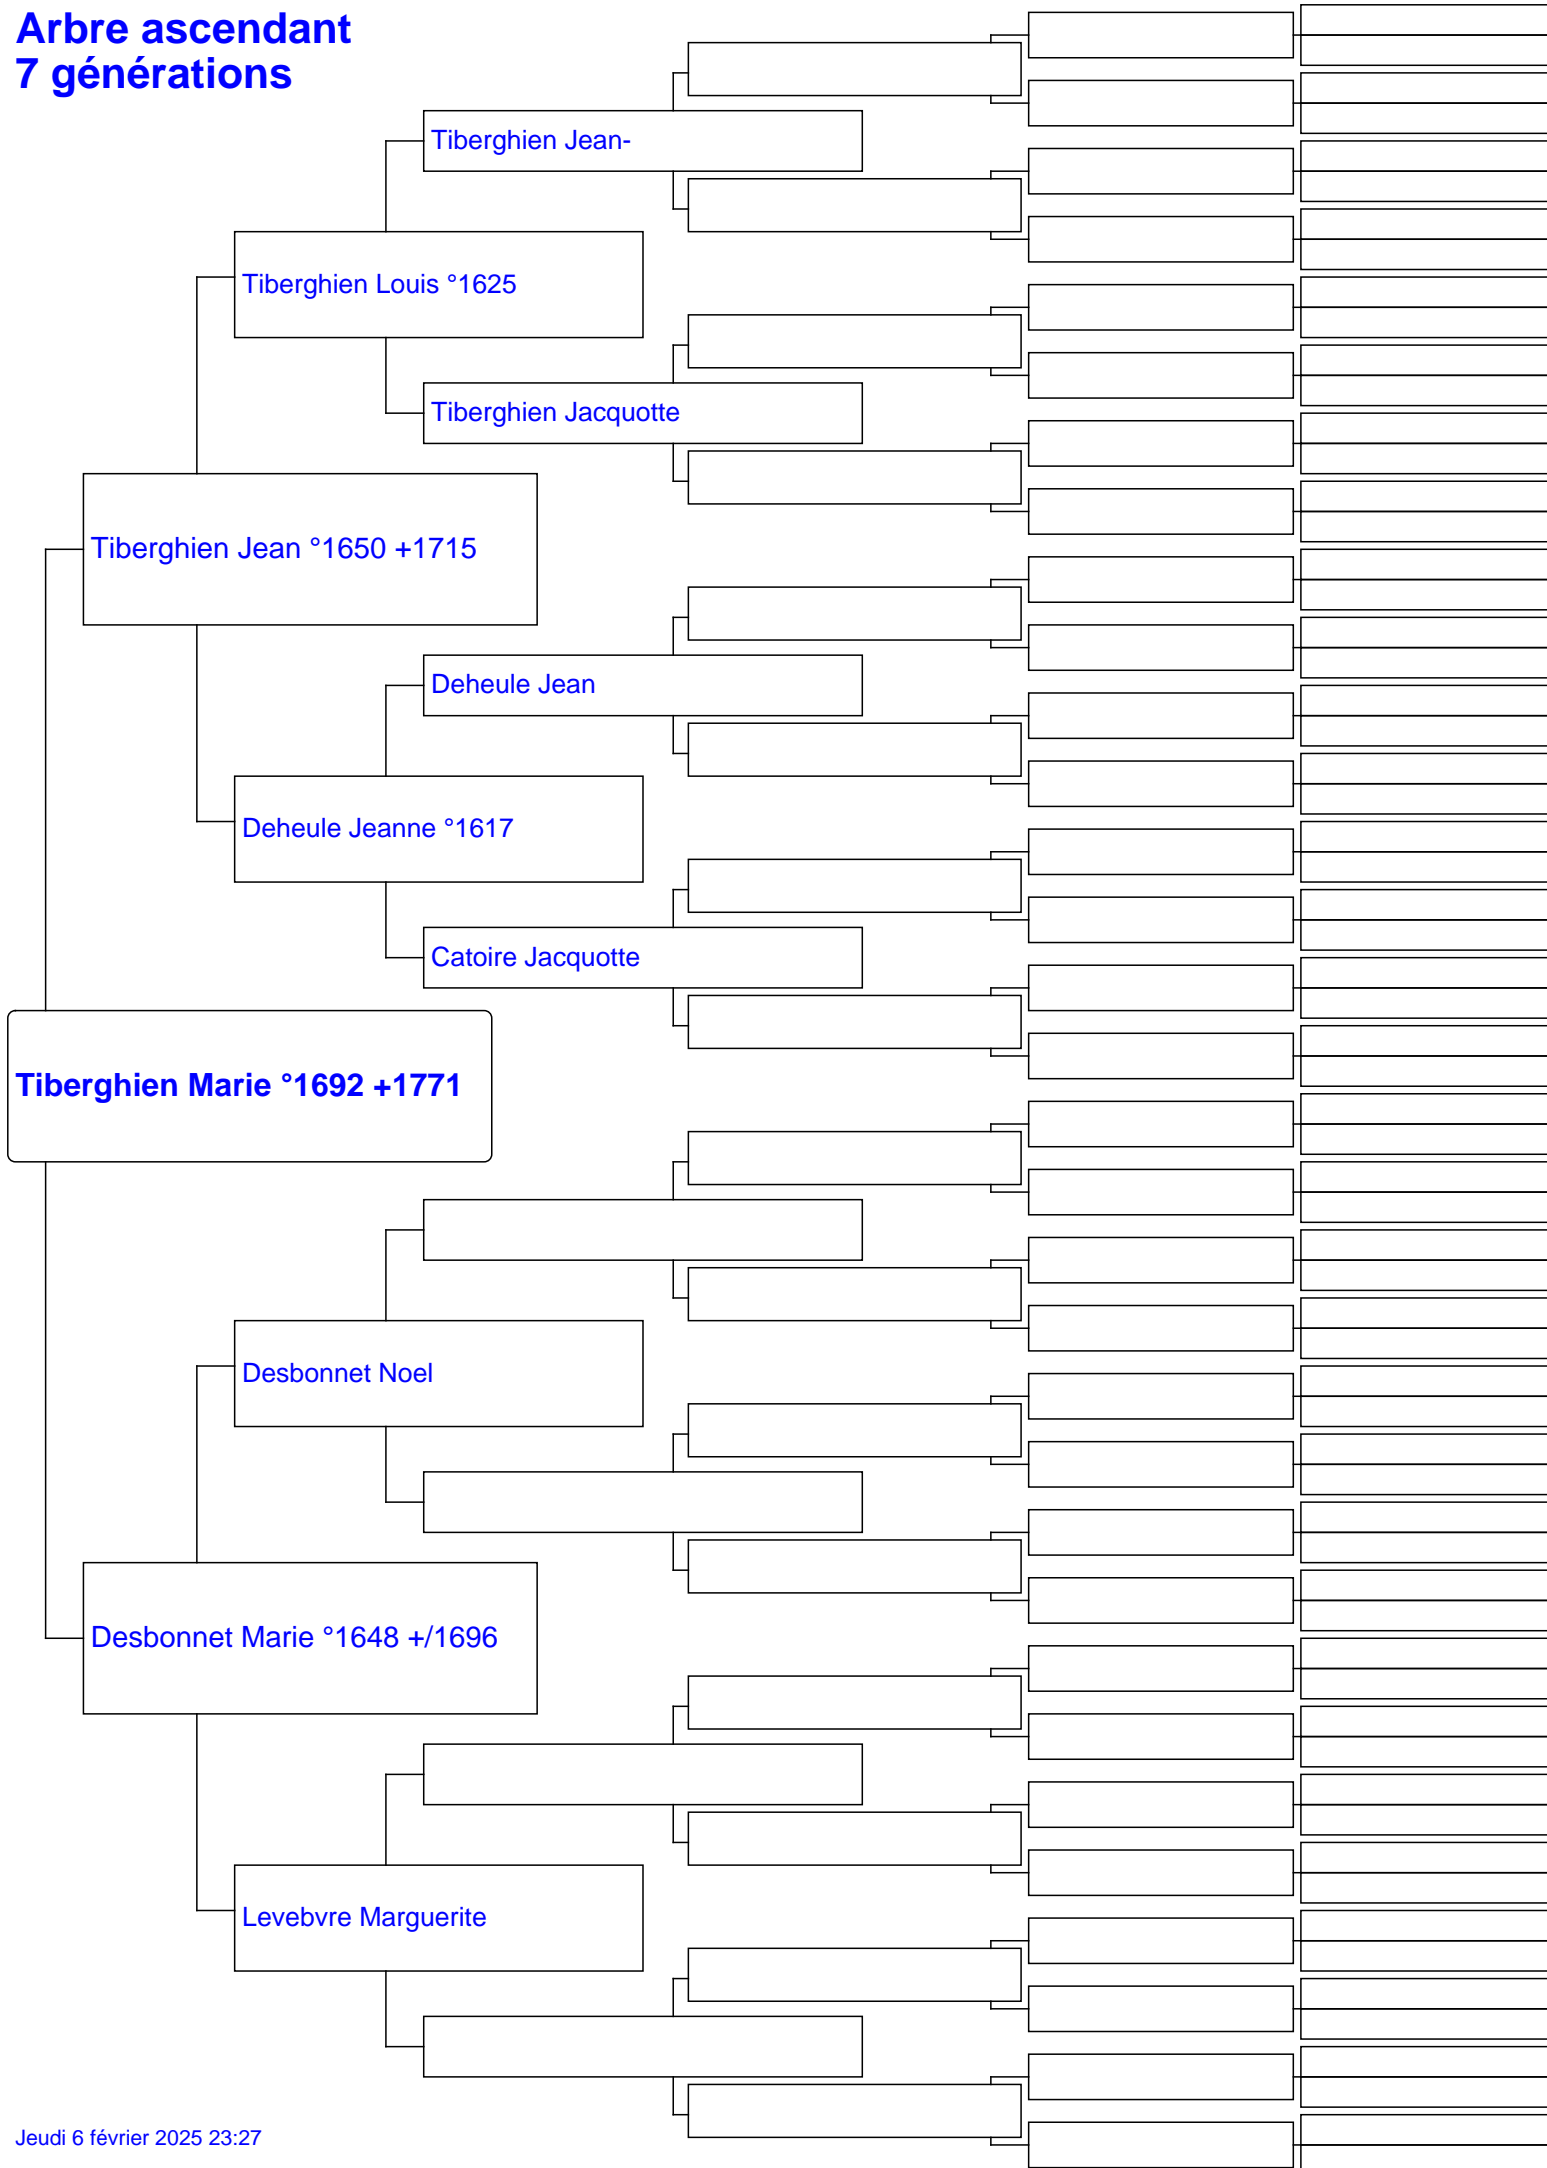 Arbre ascendant
7 générations
Tiberghien Jean-
Tiberghien Louis °1625
Tiberghien Jacquotte
Tiberghien Jean °1650 +1715
Deheule Jean
Deheule Jeanne °1617
Catoire Jacquotte
Tiberghien Marie °1692 +1771
Desbonnet Noel
Desbonnet Marie °1648 +/1696
Levebvre Marguerite
Jeudi 6 février 2025 23:27